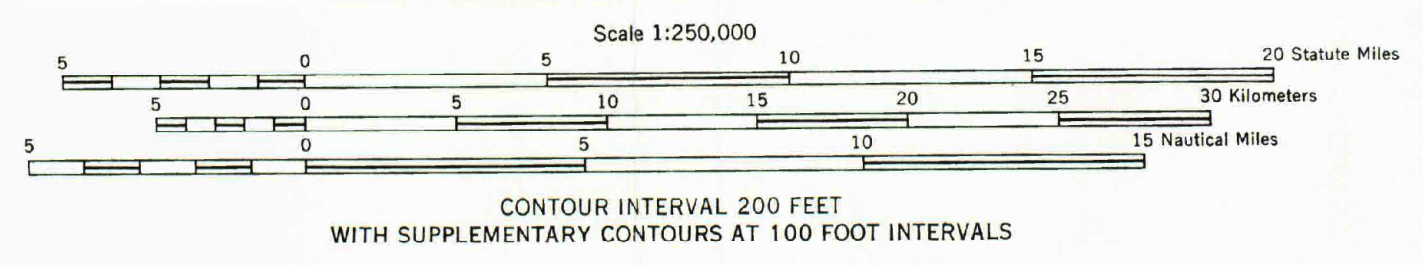 Scale 1:250,000
5 0 5 10 15 20 Statute Miles
5 0 5 10 15 20 25 30 Kilometers
5 0 5 10 15 Nautical Miles
CONTOUR INTERVAL 200 FEET
WITH SUPPLEMENTARY CONTOURS AT 100 FOOT INTERVALS